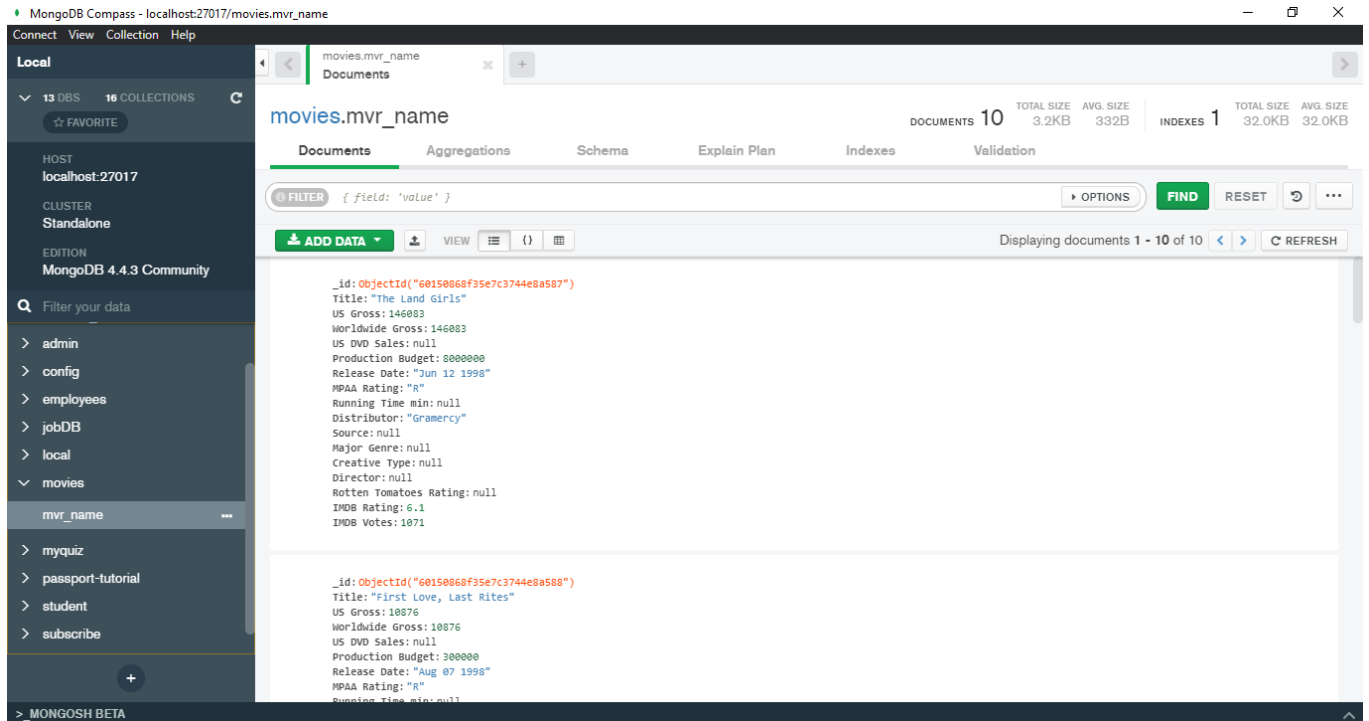 MongoDB Compass - localhost:27017/movies.mvr_name
Connect View Collection Help
Local
13 DBS 16 COLLECTIONS
FAVORITE
HOST
localhost:27017
CLUSTER
Standalone
EDITION
MongoDB 4.4.3 Community
Filter your data
admin
config
employees
jobDB
local
movies
mvr_name
myquiz
passport-tutorial
student
subscribe
+
>_MONGOSH BETA
movies.mvr_name
Documents
+
movies.mvr_name
DOCUMENTS 10 TOTAL SIZE 3.2KB AVG. SIZE 332B INDEXES 1 TOTAL SIZE 32.0KB AVG. SIZE 32.0KB
Documents Aggregations Schema Explain Plan Indexes Validation
FILTER { field: 'value' } OPTIONS FIND RESET ...
ADD DATA VIEW {} Displaying documents 1 - 10 of 10 < > REFRESH
_id: ObjectId("60150868f35e7c3744e8a587")
Title: "The Land Girls"
US Gross: 146083
Worldwide Gross: 146083
US DVD Sales: null
Production Budget: 8000000
Release Date: "Jun 12 1998"
MPAA Rating: "R"
Running Time min: null
Distributor: "Gramercy"
Source: null
Major Genre: null
Creative Type: null
Director: null
Rotten Tomatoes Rating: null
IMDB Rating: 6.1
IMDB Votes: 1071
_id: ObjectId("60150868f35e7c3744e8a588")
Title: "First Love, Last Rites"
US Gross: 10876
Worldwide Gross: 10876
US DVD Sales: null
Production Budget: 300000
Release Date: "Aug 07 1998"
MPAA Rating: "R"
Running Time min: null